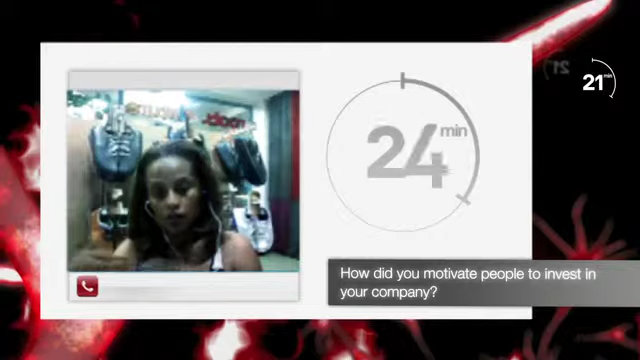 21 min
24 min
How did you motivate people to invest in
your company?